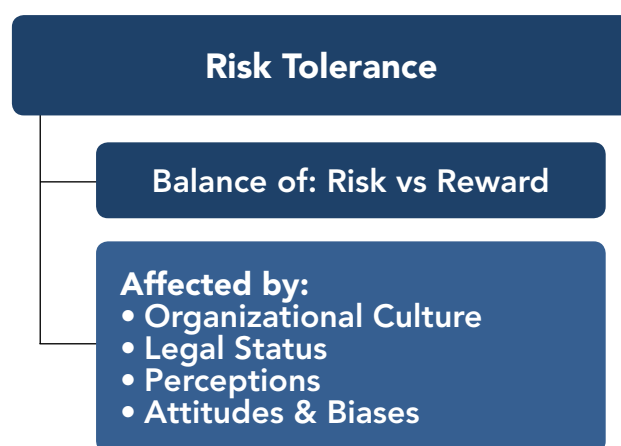 Risk Tolerance
Balance of: Risk vs Reward
Affected by:
• Organizational Culture
• Legal Status
• Perceptions
• Attitudes & Biases